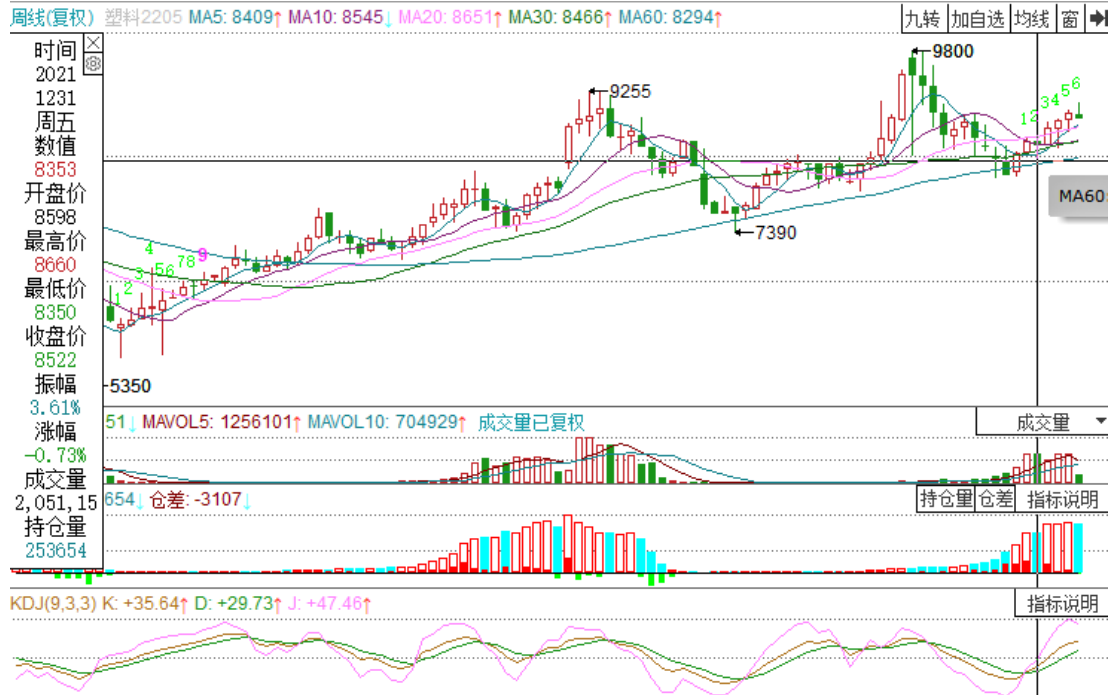 周线(复权) 塑料2205 MA5: 8409↑ MA10: 8545↓ MA20: 8651↑ MA30: 8466↑ MA60: 8294↑ 九转 加自选 均线 窗
时间
2021
1231
周五
数值
8353
开盘价
8598
最高价
8660
最低价
8350
收盘价
8522
振幅
3.61%
涨幅
-0.73%
成交量
2,051,15
持仓量
253654
9800
9255
7390
5350
1 2 3 4 5 6 7 8 9
1 2 3 4 5 6
MA60:
51↓ MAVOL5: 1256101↑ MAVOL10: 704929↑ 成交量已复权 成交量
654↓ 仓差: -3107↓ 持仓量 仓差 指标说明
KDJ(9,3,3) K: +35.64↑ D: +29.73↑ J: +47.46↑ 指标说明